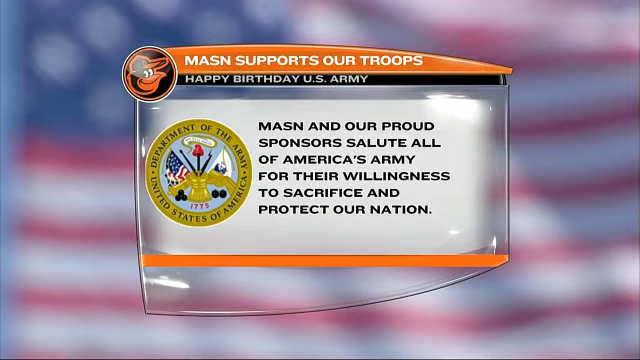 MASN SUPPORTS OUR TROOPS
HAPPY BIRTHDAY U.S. ARMY
DEPARTMENT OF THE ARMY
UNITED STATES OF AMERICA
1775
MASN AND OUR PROUD
SPONSORS SALUTE ALL
OF AMERICA'S ARMY
FOR THEIR WILLINGNESS
TO SACRIFICE AND
PROTECT OUR NATION.